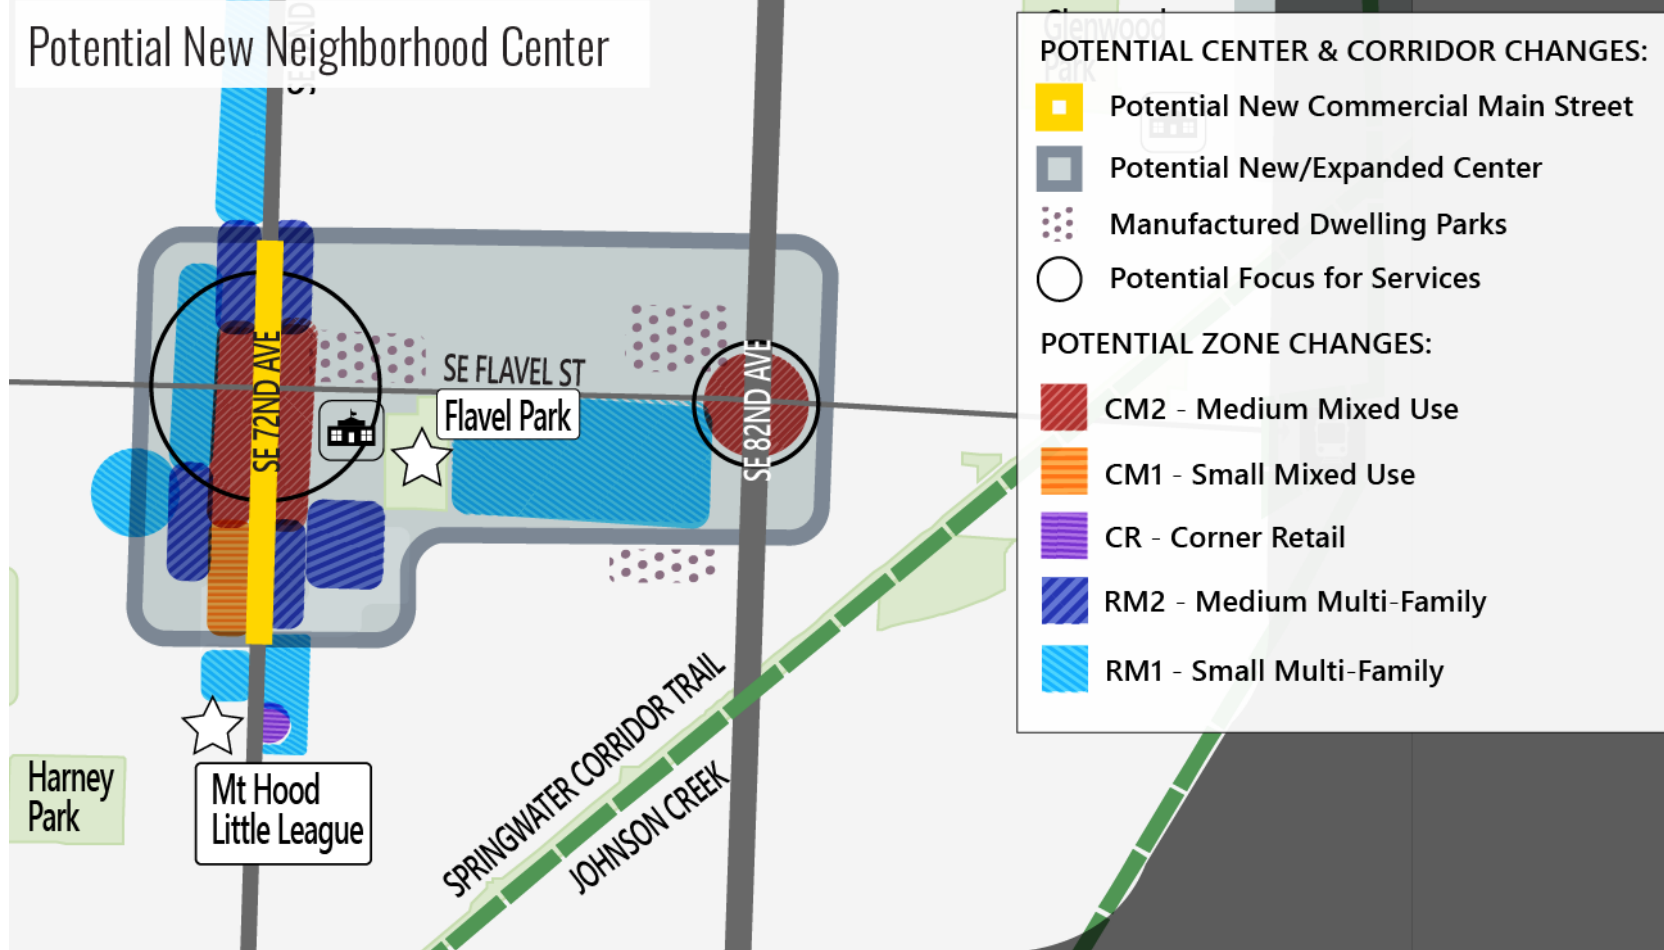 Potential New Neighborhood Center
SE 72ND AVE
SE FLAVEL ST
Flavel Park
SE 82ND AVE
SPRINGWATER CORRIDOR TRAIL
JOHNSON CREEK
Harney
Park
Mt Hood
Little League
Glenwood
Park
POTENTIAL CENTER & CORRIDOR CHANGES:
Potential New Commercial Main Street
Potential New/Expanded Center
Manufactured Dwelling Parks
Potential Focus for Services
POTENTIAL ZONE CHANGES:
CM2 - Medium Mixed Use
CM1 - Small Mixed Use
CR - Corner Retail
RM2 - Medium Multi-Family
RM1 - Small Multi-Family